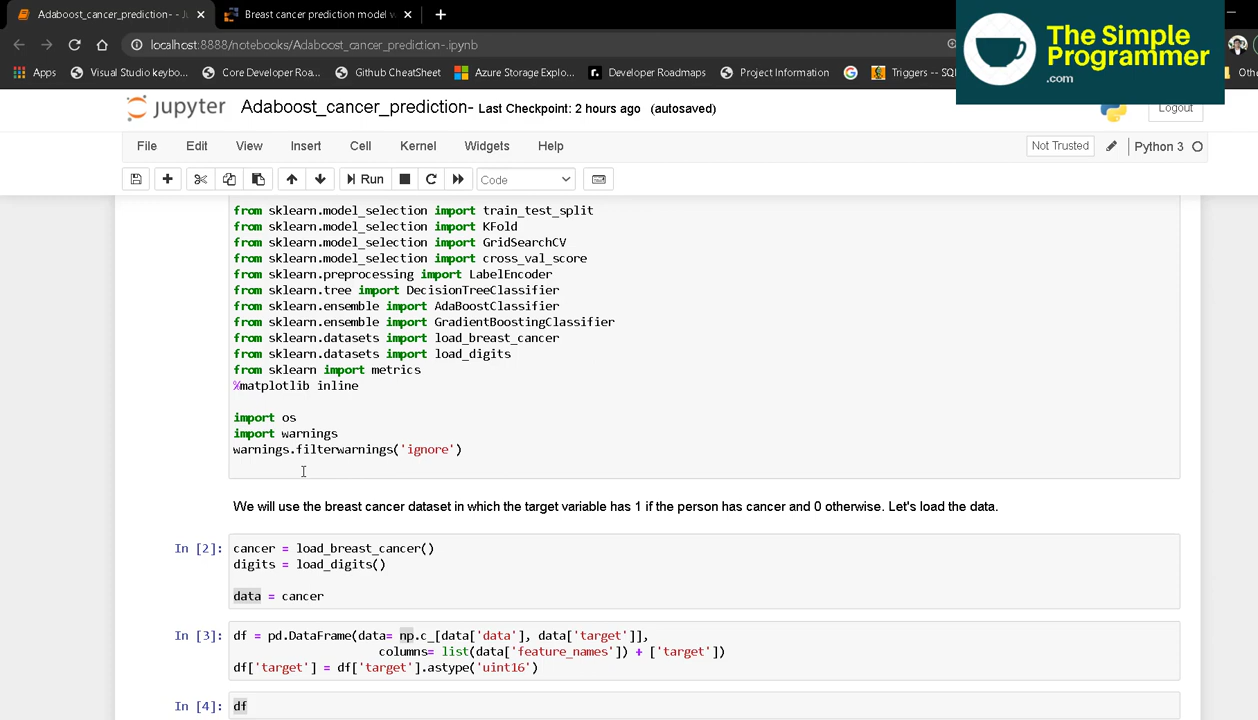 Adaboost_cancer_prediction- - Ju
Breast cancer prediction model w
localhost:8888/notebooks/Adaboost_cancer_prediction-.ipynb
Apps
Visual Studio keybo...
Core Developer Roa...
Github CheatSheet
Azure Storage Explo...
Developer Roadmaps
Project Information
Triggers -- SQL
Othe
The Simple
Programmer
.com
jupyter Adaboost_cancer_prediction- Last Checkpoint: 2 hours ago (autosaved)
Logout
File Edit View Insert Cell Kernel Widgets Help
Not Trusted
Python 3
Run
Code
from sklearn.model_selection import train_test_split
from sklearn.model_selection import KFold
from sklearn.model_selection import GridSearchCV
from sklearn.model_selection import cross_val_score
from sklearn.preprocessing import LabelEncoder
from sklearn.tree import DecisionTreeClassifier
from sklearn.ensemble import AdaBoostClassifier
from sklearn.ensemble import GradientBoostingClassifier
from sklearn.datasets import load_breast_cancer
from sklearn.datasets import load_digits
from sklearn import metrics
%matplotlib inline
import os
import warnings
warnings.filterwarnings('ignore')
We will use the breast cancer dataset in which the target variable has 1 if the person has cancer and 0 otherwise. Let's load the data.
In [2]: cancer = load_breast_cancer()
digits = load_digits()
data = cancer
In [3]: df = pd.DataFrame(data= np.c_[data['data'], data['target']],
columns= list(data['feature_names']) + ['target'])
df['target'] = df['target'].astype('uint16')
In [4]: df